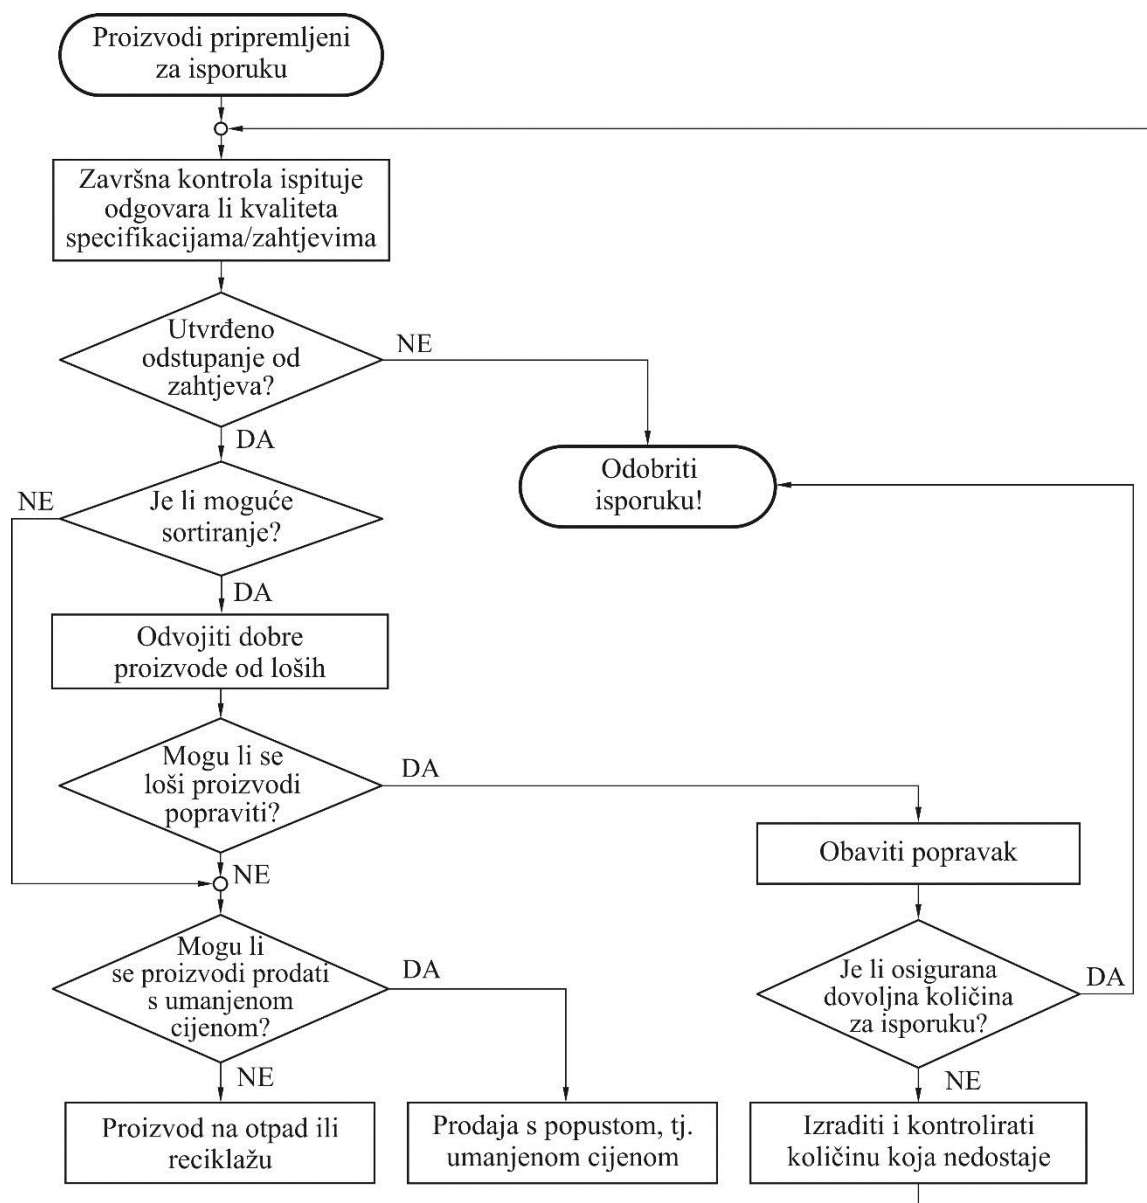 Proizvodi pripremljeni
za isporuku
Završna kontrola ispituje
odgovara li kvaliteta
specifikacijama/zahtjevima
Utvrđeno
odstupanje od
zahtjeva?
NE
DA
Odobriti
isporuku!
NE
Je li moguće
sortiranje?
DA
Odvojiti dobre
proizvode od loših
Mogu li se
loši proizvodi
popraviti?
DA
Obaviti popravak
NE
Mogu li
se proizvodi prodati
s umanjenom
cijenom?
DA
Je li osigurana
dovoljna količina
za isporuku?
DA
NE
NE
Proizvod na otpad ili
reciklažu
Prodaja s popustom, tj.
umanjenom cijenom
Izraditi i kontrolirati
količinu koja nedostaje